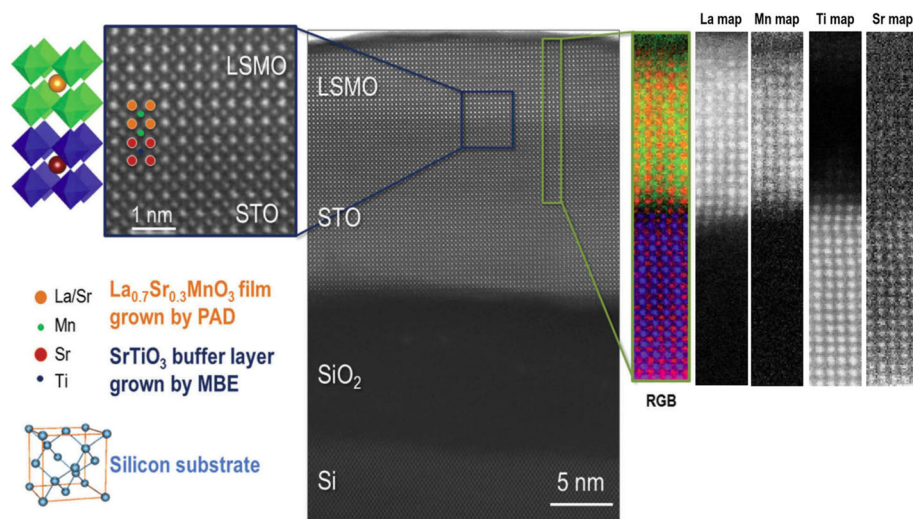 LSMO
STO
1 nm
LSMO
STO
SiO₂
Si
5 nm
La map
Mn map
Ti map
Sr map
RGB
La/Sr
Mn
Sr
Ti
La₀.₇Sr₀.₃MnO₃ film
grown by PAD
SrTiO₃ buffer layer
grown by MBE
Silicon substrate